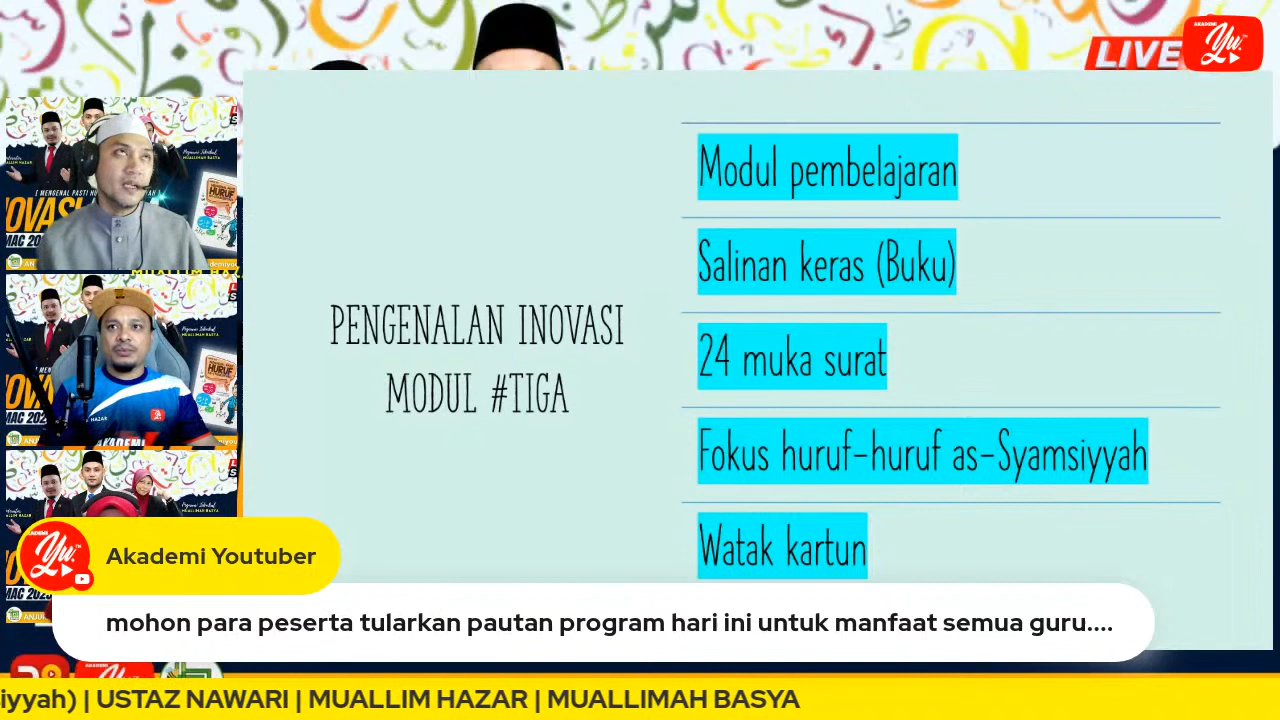 LIVE
AKADEMI
Yu.
Modul pembelajaran
Salinan keras (Buku)
24 muka surat
PENGENALAN INOVASI
MODUL #TIGA
Fokus huruf-huruf as-Syamsiyyah
Watak kartun
Akademi Youtuber
mohon para peserta tularkan pautan program hari ini untuk manfaat semua guru....
iyyah) | USTAZ NAWARI | MUALLIM HAZAR | MUALLIMAH BASYA